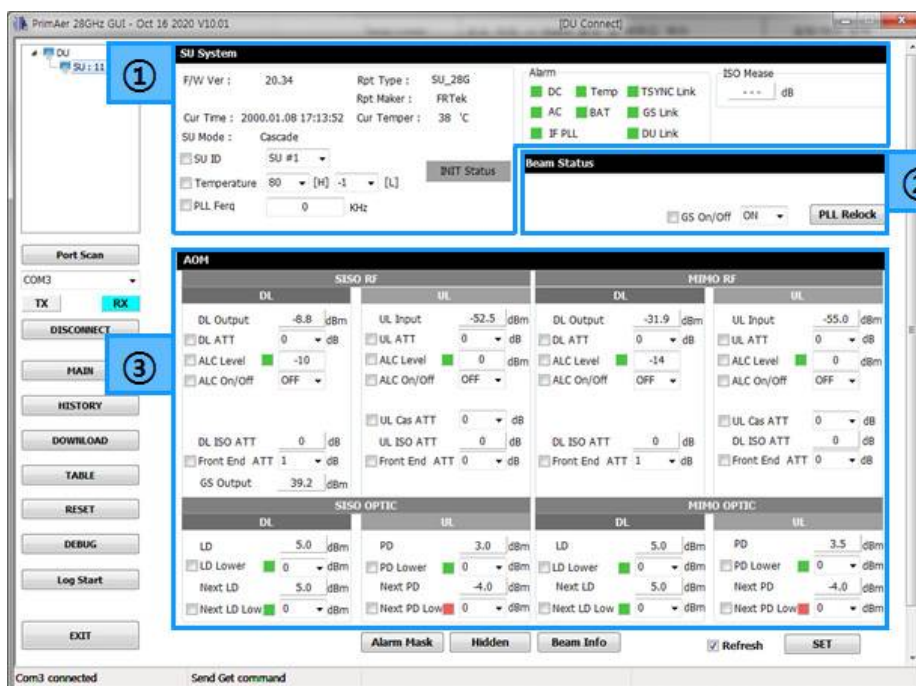 PrimAer 28GHz GUI - Oct 16 2020 V10.01 [DU Connect]
DU
SU : 11
①
SU System
F/W Ver : 20.34 Rpt Type : SU_28G
Rpt Maker : FRTek
Cur Time : 2000.01.08 17:13:52 Cur Temper : 38 'C
SU Mode : Cascade
SU ID SU #1
INIT Status
Temperature 80 [H] -1 [L]
PLL Ferq 0 KHz
Alarm
DC Temp TSYNC Link
AC BAT GS Link
IF PLL DU Link
ISO Mease
--- dB
Beam Status
②
GS On/Off ON PLL Relock
Port Scan
COM3
TX RX
DISCONNECT
MAIN
HISTORY
DOWNLOAD
TABLE
RESET
DEBUG
Log Start
EXIT
③
AOM
SISO RF MIMO RF
DL UL DL UL
DL Output -8.8 dBm UL Input -52.5 dBm DL Output -31.9 dBm UL Input -55.0 dBm
DL ATT 0 dB UL ATT 0 dB DL ATT 0 dB UL ATT 0 dB
ALC Level -10 ALC Level 0 dBm ALC Level -14 ALC Level 0 dBm
ALC On/Off OFF ALC On/Off OFF ALC On/Off OFF ALC On/Off OFF
UL Cas ATT 0 dB UL Cas ATT 0 dB
DL ISO ATT 0 dB UL ISO ATT 0 dB DL ISO ATT 0 dB DL ISO ATT 0 dB
Front End ATT 1 dB Front End ATT 0 dB Front End ATT 1 dB Front End ATT 0 dB
GS Output 39.2 dBm
SISO OPTIC MIMO OPTIC
DL UL DL UL
LD 5.0 dBm PD 3.0 dBm LD 5.0 dBm PD 3.5 dBm
LD Lower 0 dBm PD Lower 0 dBm LD Lower 0 dBm PD Lower 0 dBm
Next LD 5.0 dBm Next PD -4.0 dBm Next LD 5.0 dBm Next PD -4.0 dBm
Next LD Low 0 dBm Next PD Low 0 dBm Next LD Low 0 dBm Next PD Low 0 dBm
Alarm Mask Hidden Beam Info Refresh SET
Com3 connected Send Get command